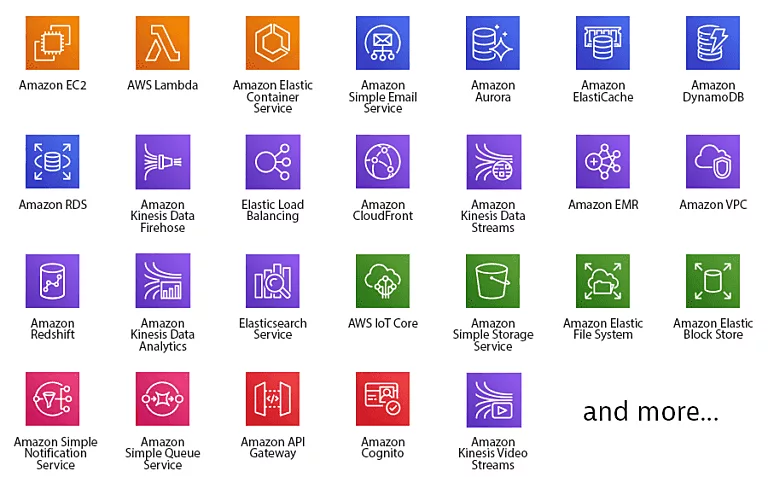 Amazon EC2
AWS Lambda
Amazon Elastic
Container
Service
Amazon
Simple Email
Service
Amazon
Aurora
Amazon
ElastiCache
Amazon
DynamoDB
Amazon RDS
Amazon
Kinesis Data
Firehose
Elastic Load
Balancing
Amazon
CloudFront
Amazon
Kinesis Data
Streams
Amazon EMR
Amazon VPC
Amazon
Redshift
Amazon
Kinesis Data
Analytics
Elasticsearch
Service
AWS IoT Core
Amazon
Simple Storage
Service
Amazon Elastic
File System
Amazon Elastic
Block Store
Amazon Simple
Notification
Service
Amazon
Simple Queue
Service
Amazon API
Gateway
Amazon
Cognito
Amazon
Kinesis Video
Streams
and more...